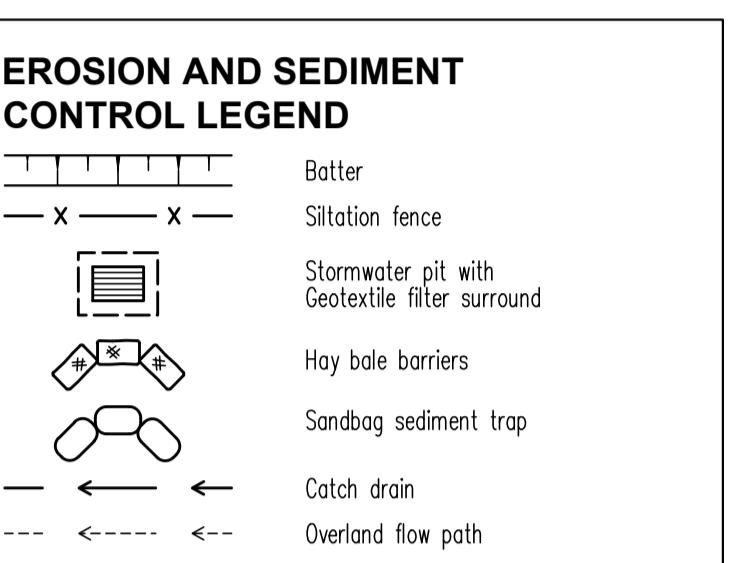 EROSION AND SEDIMENT
CONTROL LEGEND
Batter
X X Siltation fence
Stormwater pit with
Geotextile filter surround
Hay bale barriers
Sandbag sediment trap
Catch drain
Overland flow path